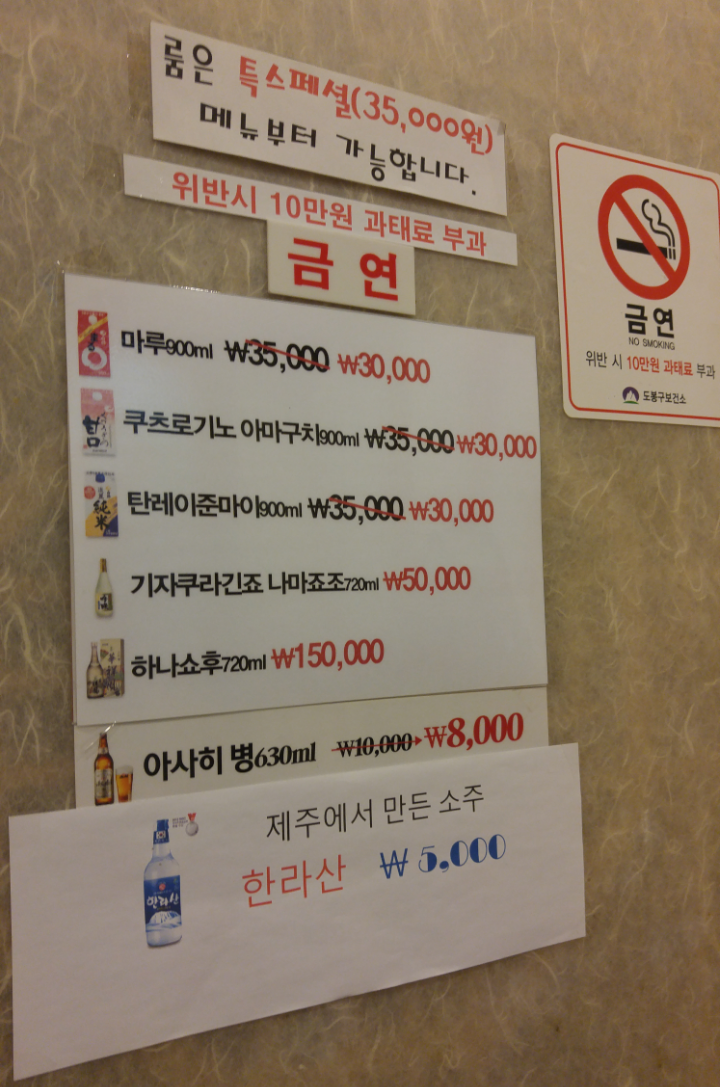 룸은 특스페셜(35,000원)
메뉴부터 가능합니다.
위반시 10만원 과태료 부과
금연
금연
NO SMOKING
위반 시 10만원 과태료 부과
도봉구보건소
마루900ml ₩35,000 ₩30,000
쿠츠로기노 아마구치900ml ₩35,000 ₩30,000
탄레이준마이900ml ₩35,000 ₩30,000
純米
기자쿠라긴죠 나마죠조720ml ₩50,000
하나쇼후720ml ₩150,000
아사히 병630ml ₩10,000→₩8,000
제주에서 만든 소주
한라산 ₩5,000
한라산